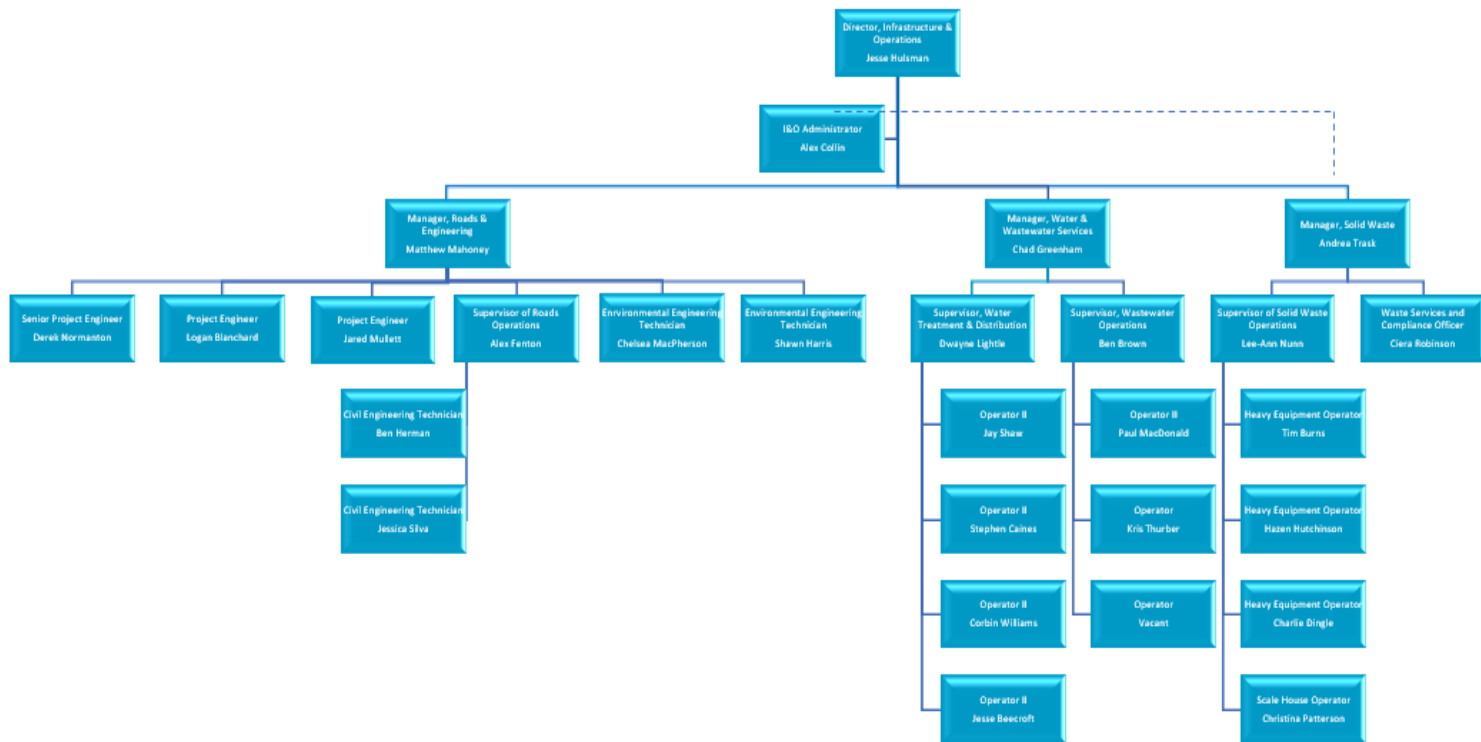 Director, Infrastructure &
Operations
Jesse Hulsman
I&O Administrator
Alex Collin
Manager, Roads &
Engineering
Matthew Mahoney
Manager, Water &
Wastewater Services
Chad Greenham
Manager, Solid Waste
Andrea Trask
Senior Project Engineer
Derek Normanton
Project Engineer
Logan Blanchard
Project Engineer
Jared Mullett
Supervisor of Roads
Operations
Alex Fenton
Envrironmental Engineering
Technician
Chelsea MacPherson
Environmental Engineering
Technician
Shawn Harris
Supervisor, Water
Treatment & Distribution
Dwayne Lightle
Supervisor, Wastewater
Operations
Ben Brown
Supervisor of Solid Waste
Operations
Lee-Ann Nunn
Waste Services and
Compliance Officer
Ciera Robinson
Civil Engineering Technician
Ben Herman
Civil Engineering Technician
Jessica Silva
Operator II
Jay Shaw
Operator II
Stephen Caines
Operator II
Corbin Williams
Operator II
Jesse Beecroft
Operator III
Paul MacDonald
Operator
Kris Thurber
Operator
Vacant
Heavy Equipment Operator
Tim Burns
Heavy Equipment Operator
Hazen Hutchinson
Heavy Equipment Operator
Charlie Dingle
Scale House Operator
Christina Patterson